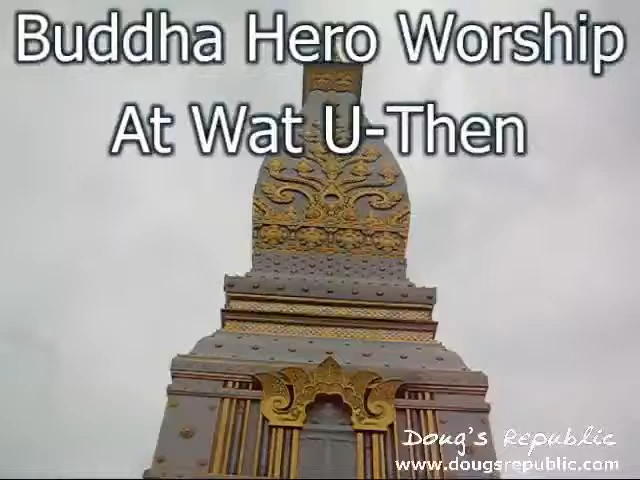 Buddha Hero Worship
At Wat U-Then
Doug's Republic
www.dougsrepublic.com